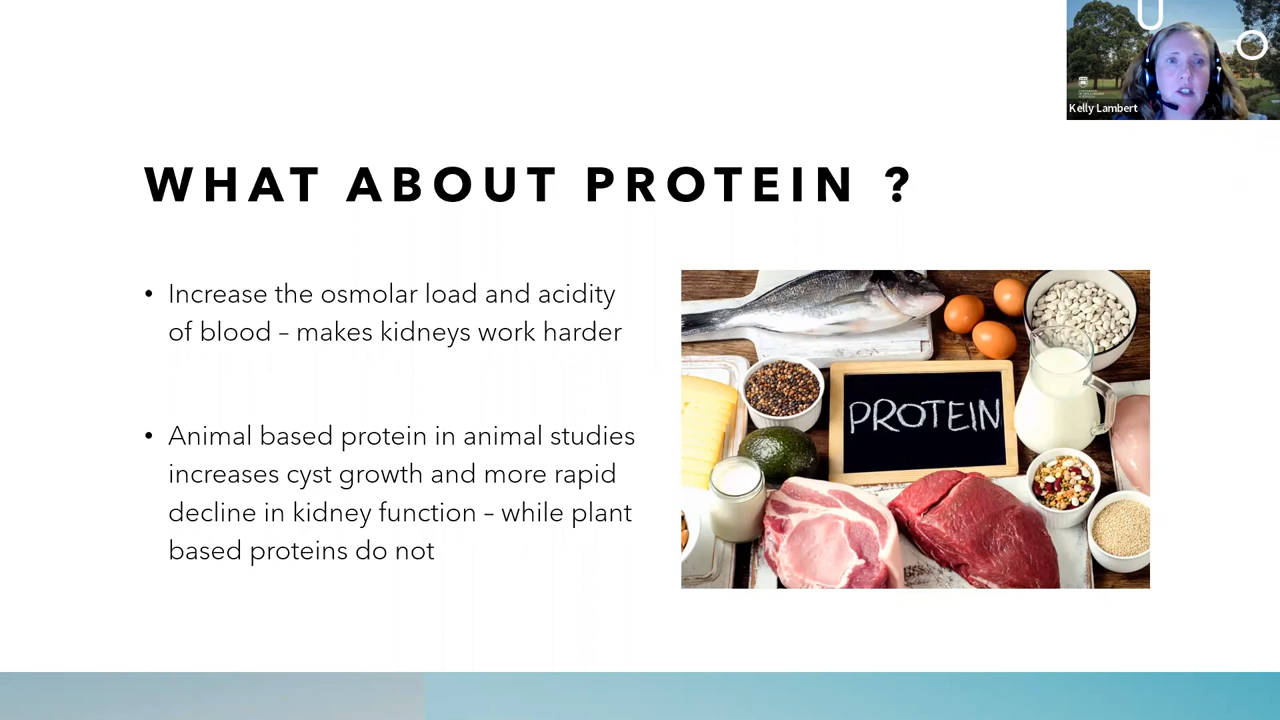 Kelly Lambert
WHAT ABOUT PROTEIN ?
• Increase the osmolar load and acidity
of blood – makes kidneys work harder
• Animal based protein in animal studies
increases cyst growth and more rapid
decline in kidney function – while plant
based proteins do not
PROTEIN